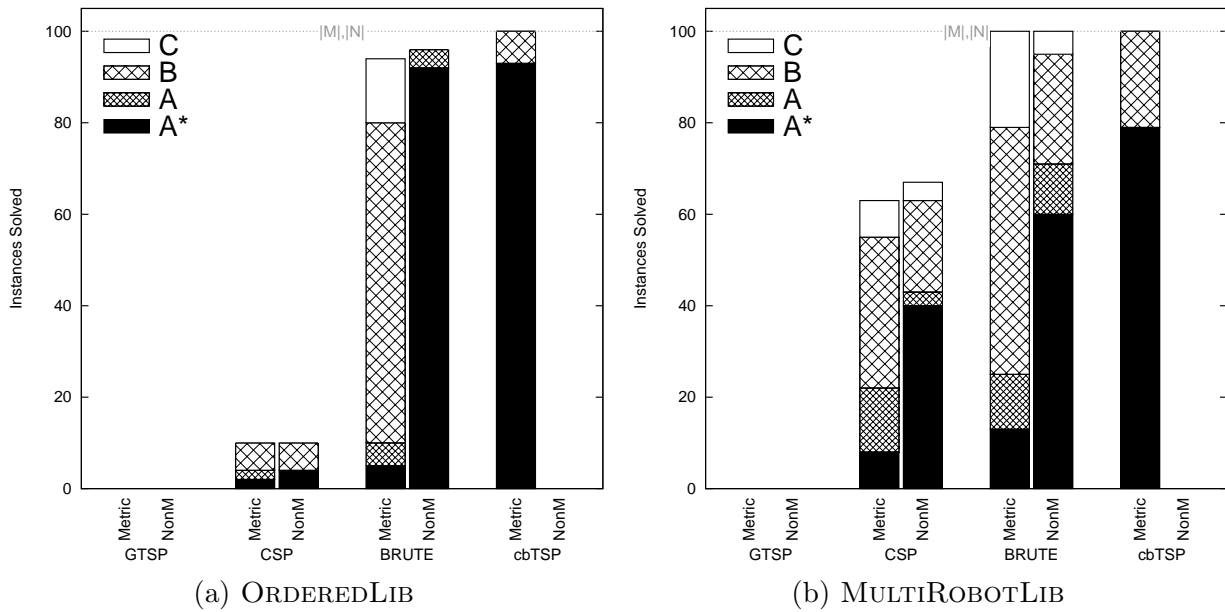 100
80
60
40
20
0
Instances Solved
|M|,|N|
C
B
A
A*
Metric NonM Metric NonM Metric NonM Metric NonM
GTSP CSP BRUTE cbTSP
(a) ORDEREDLIB
100
80
60
40
20
0
Instances Solved
|M|,|N|
C
B
A
A*
Metric NonM Metric NonM Metric NonM Metric NonM
GTSP CSP BRUTE cbTSP
(b) MULTIROBOTLIB